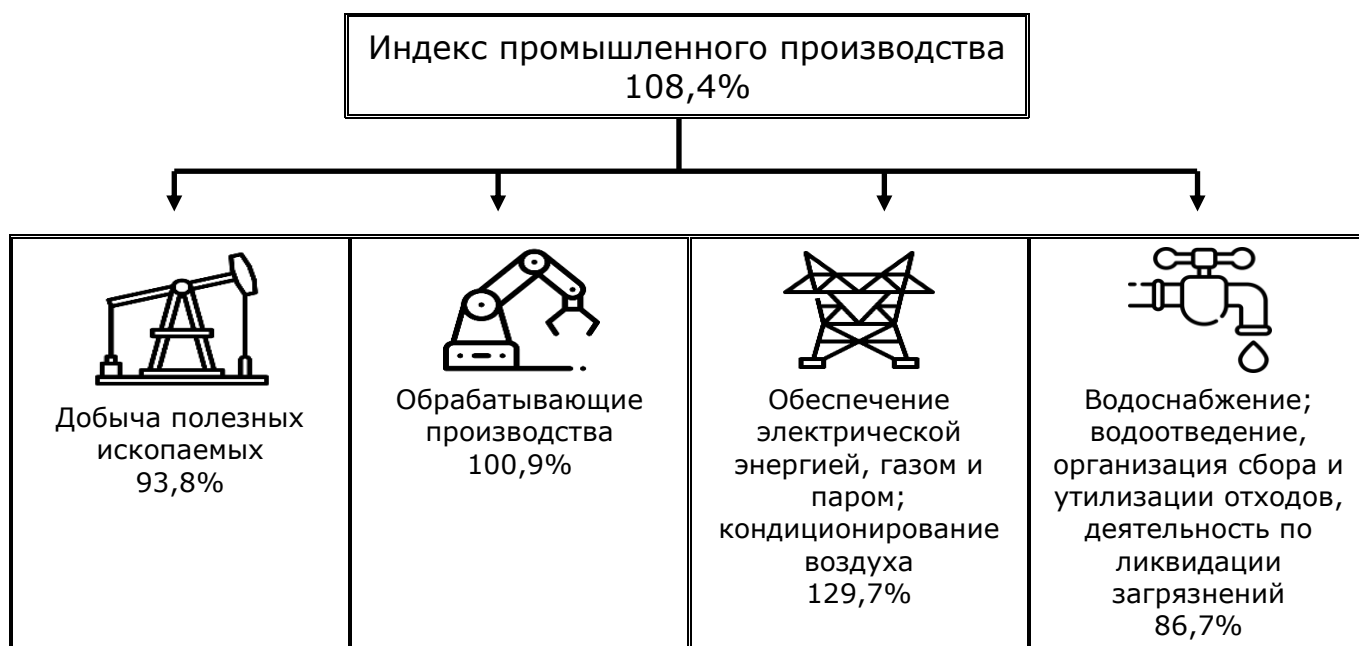 Индекс промышленного производства
108,4%
Добыча полезных
ископаемых
93,8%
Обрабатывающие
производства
100,9%
Обеспечение
электрической
энергией, газом и
паром;
кондиционирование
воздуха
129,7%
Водоснабжение;
водоотведение,
организация сбора и
утилизации отходов,
деятельность по
ликвидации
загрязнений
86,7%